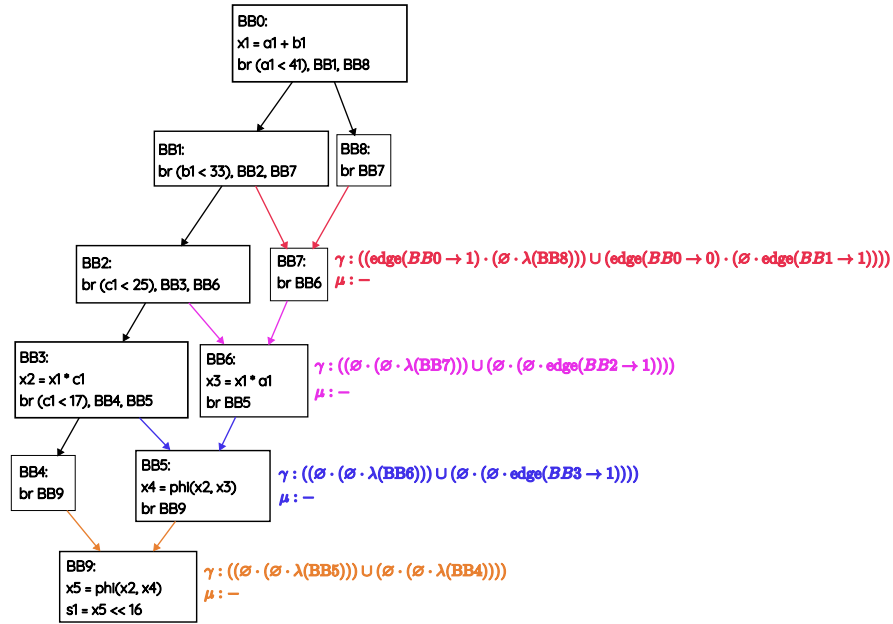 BB0:
x1 = a1 + b1
br (a1 < 41), BB1, BB8
BB1:
br (b1 < 33), BB2, BB7
BB8:
br BB7
BB2:
br (c1 < 25), BB3, BB6
BB7:
br BB6
γ : ((edge(BB0 → 1) · (∅ · λ(BB8))) ∪ (edge(BB0 → 0) · (∅ · edge(BB1 → 1))))
μ : −
BB3:
x2 = x1 * c1
br (c1 < 17), BB4, BB5
BB6:
x3 = x1 * a1
br BB5
γ : ((∅ · (∅ · λ(BB7))) ∪ (∅ · (∅ · edge(BB2 → 1))))
μ : −
BB4:
br BB9
BB5:
x4 = phi(x2, x3)
br BB9
γ : ((∅ · (∅ · λ(BB6))) ∪ (∅ · (∅ · edge(BB3 → 1))))
μ : −
BB9:
x5 = phi(x2, x4)
s1 = x5 << 16
γ : ((∅ · (∅ · λ(BB5))) ∪ (∅ · (∅ · λ(BB4))))
μ : −